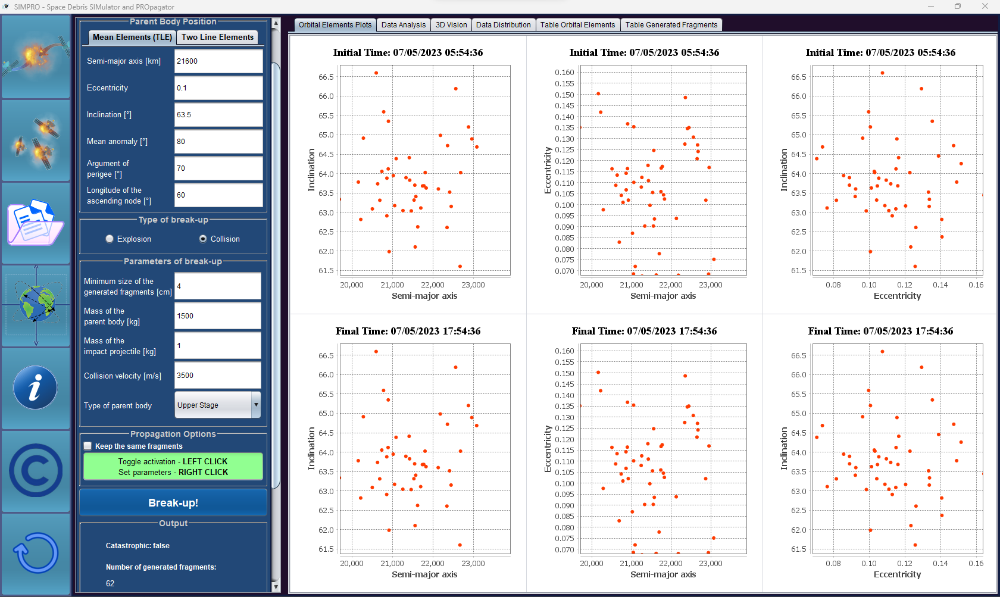 SIMPRO - Space Debris SIMulator and PROpagator
Parent Body Position
Mean Elements (TLE)
Two Line Elements
Semi-major axis [km]
21600
Eccentricity
0.1
Inclination [°]
63.5
Mean anomaly [°]
80
Argument of
perigee [°]
70
Longitude of the
ascending node [°]
60
Type of break-up
Explosion
Collision
Parameters of break-up
Minimum size of the
generated fragments [cm]
4
Mass of the
parent body [kg]
1500
Mass of the
impact projectile [kg]
1
Collision velocity [m/s]
3500
Type of parent body
Upper Stage
Propagation Options
Keep the same fragments
Toggle activation - LEFT CLICK
Set parameters - RIGHT CLICK
Break-up!
Output
Catastrophic: false
Number of generated fragments:
62
Orbital Elements Plots
Data Analysis
3D Vision
Data Distribution
Table Orbital Elements
Table Generated Fragments
Initial Time: 07/05/2023 05:54:36
66.5
66.0
65.5
65.0
64.5
64.0
63.5
63.0
62.5
62.0
61.5
Inclination
20,000
21,000
22,000
23,000
Semi-major axis
Initial Time: 07/05/2023 05:54:36
0.160
0.155
0.150
0.145
0.140
0.135
0.130
0.125
0.120
0.115
0.110
0.105
0.100
0.095
0.090
0.085
0.080
0.075
0.070
Eccentricity
20,000
21,000
22,000
23,000
Semi-major axis
Initial Time: 07/05/2023 05:54:36
66.5
66.0
65.5
65.0
64.5
64.0
63.5
63.0
62.5
62.0
61.5
Inclination
0.08
0.10
0.12
0.14
0.16
Eccentricity
Final Time: 07/05/2023 17:54:36
66.5
66.0
65.5
65.0
64.5
64.0
63.5
63.0
62.5
62.0
61.5
Inclination
20,000
21,000
22,000
23,000
Semi-major axis
Final Time: 07/05/2023 17:54:36
0.160
0.155
0.150
0.145
0.140
0.135
0.130
0.125
0.120
0.115
0.110
0.105
0.100
0.095
0.090
0.085
0.080
0.075
0.070
Eccentricity
20,000
21,000
22,000
23,000
Semi-major axis
Final Time: 07/05/2023 17:54:36
66.5
66.0
65.5
65.0
64.5
64.0
63.5
63.0
62.5
62.0
61.5
Inclination
0.08
0.10
0.12
0.14
0.16
Eccentricity